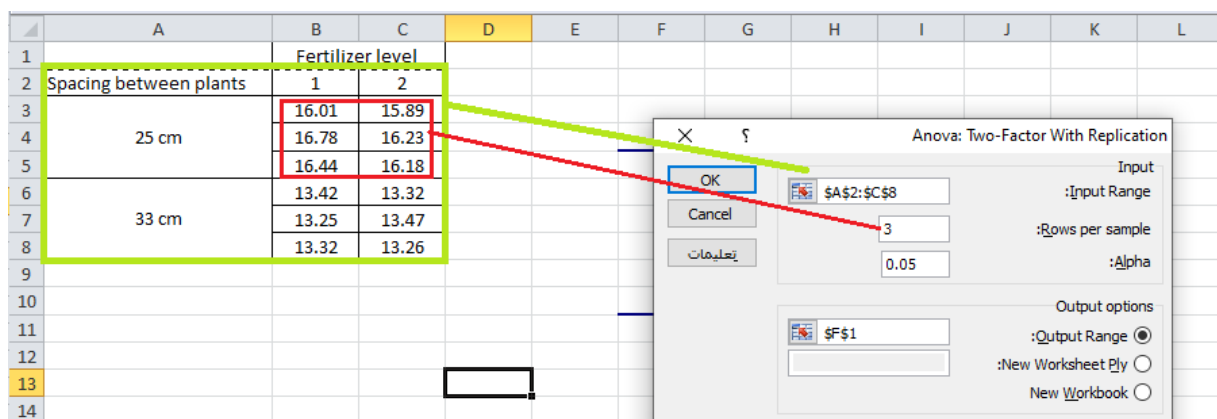 A B C D E F G H I J K L
1 Fertilizer level
2 Spacing between plants 1 2
3 16.01 15.89
4 25 cm 16.78 16.23
5 16.44 16.18
6 13.42 13.32
7 33 cm 13.25 13.47
8 13.32 13.26
9
10
11
12
13
14
؟ Anova: Two-Factor With Replication
Input
OK $A$2:$C$8 :Input Range
Cancel 3 :Rows per sample
تعليمات 0.05 :Alpha
Output options
$F$1 :Output Range
:New Worksheet Ply
New Workbook